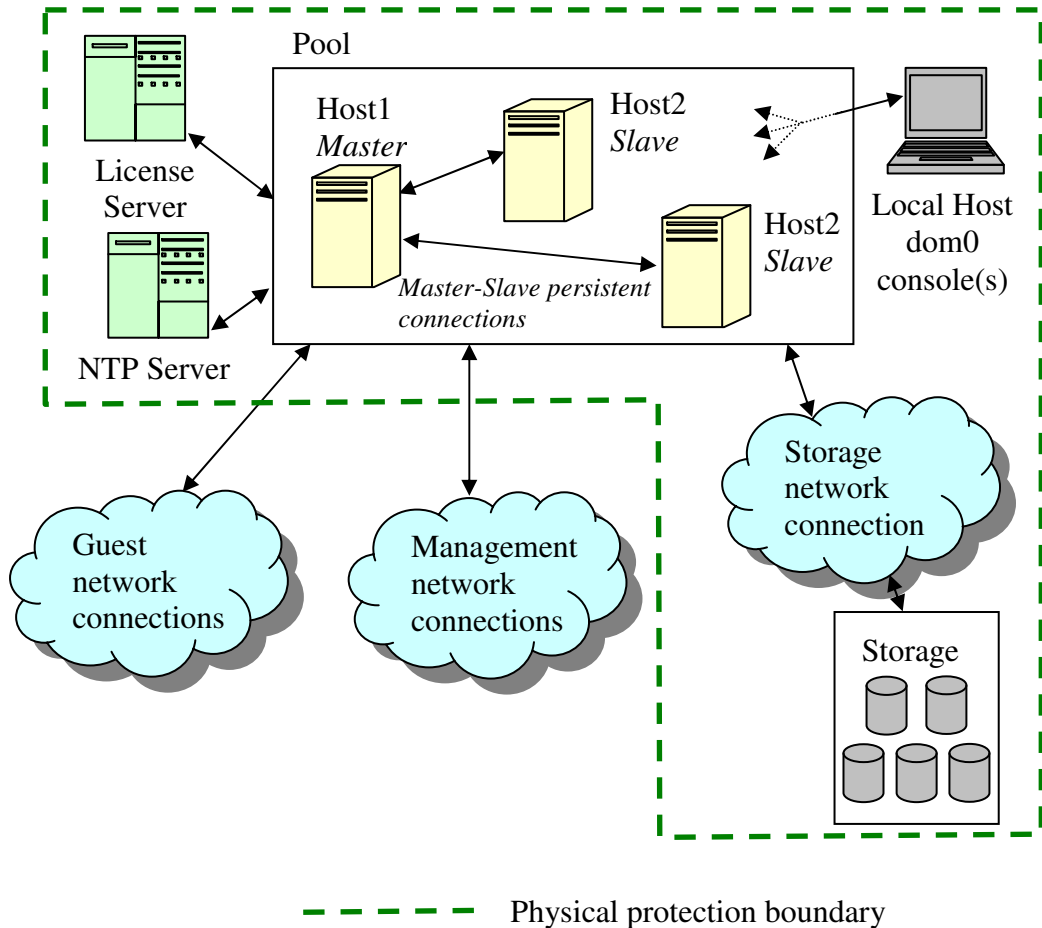 Pool
Host1
Master
Host2
Slave
License
Server
Local Host
dom0
console(s)
Host2
Slave
Master-Slave persistent
connections
NTP Server
Storage
network
connection
Guest
network
connections
Management
network
connections
Storage
Physical protection boundary